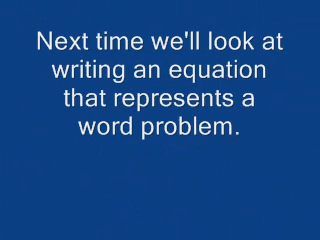 Next time we'll look at
writing an equation
that represents a
word problem.